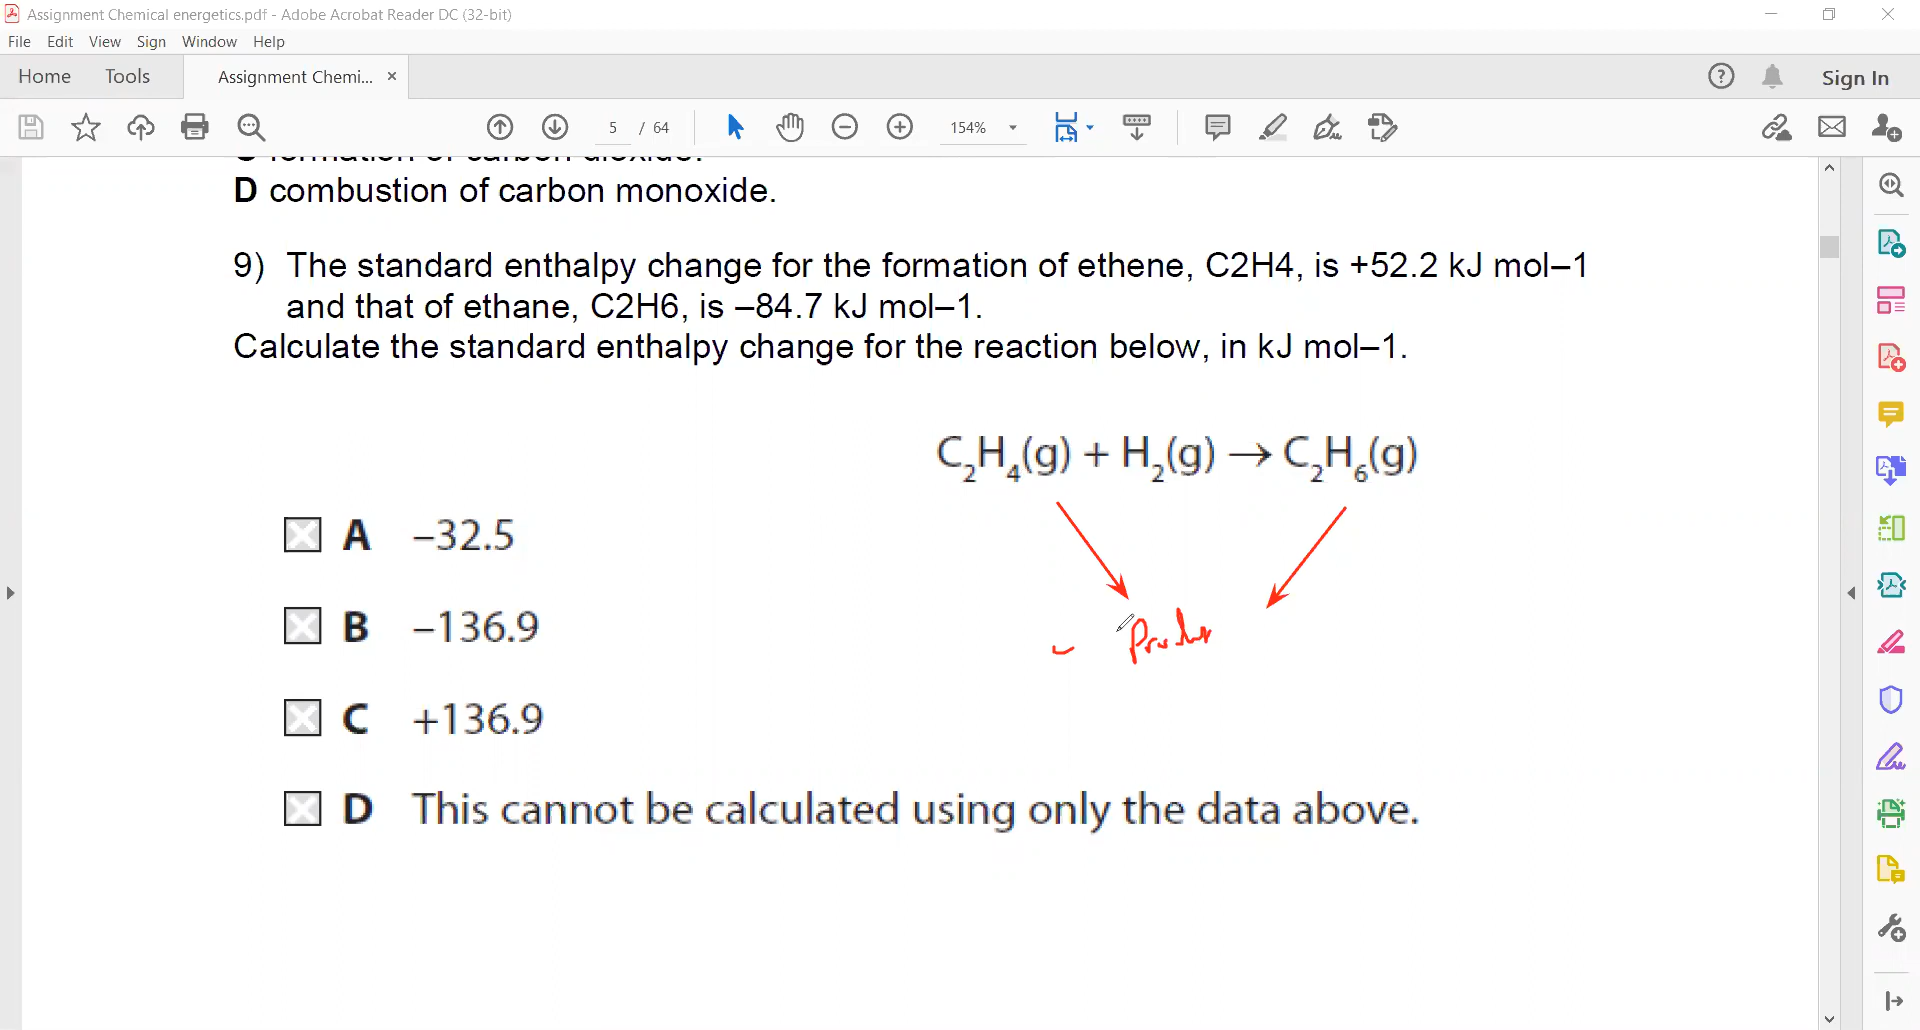 Assignment Chemical energetics.pdf - Adobe Acrobat Reader DC (32-bit)
File Edit View Sign Window Help
Home Tools Assignment Chemi... × Sign In
5 / 64 154%
C formation of carbon dioxide.
D combustion of carbon monoxide.
9) The standard enthalpy change for the formation of ethene, C2H4, is +52.2 kJ mol–1
and that of ethane, C2H6, is –84.7 kJ mol–1.
Calculate the standard enthalpy change for the reaction below, in kJ mol–1.
C₂H₄(g) + H₂(g) → C₂H₆(g)
A –32.5
B –136.9
C +136.9
D This cannot be calculated using only the data above.